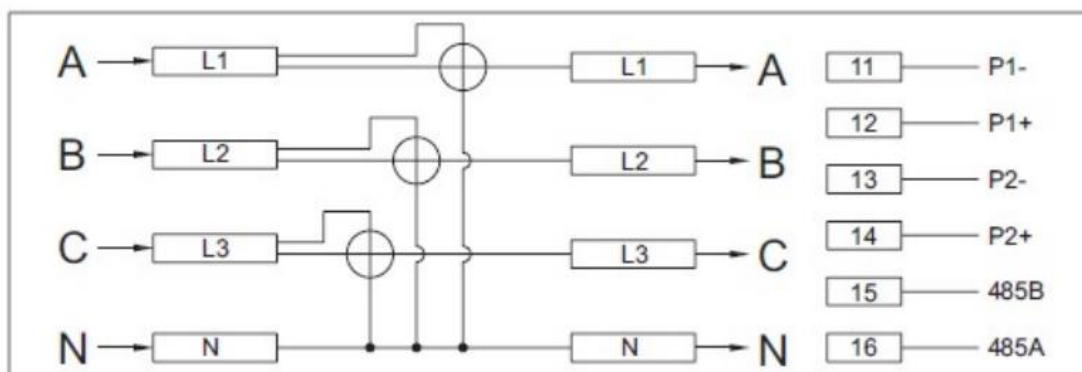 A L1 L1 A 11 P1-
12 P1+
B L2 L2 B 13 P2-
14 P2+
C L3 L3 C
15 485B
N N N N 16 485A